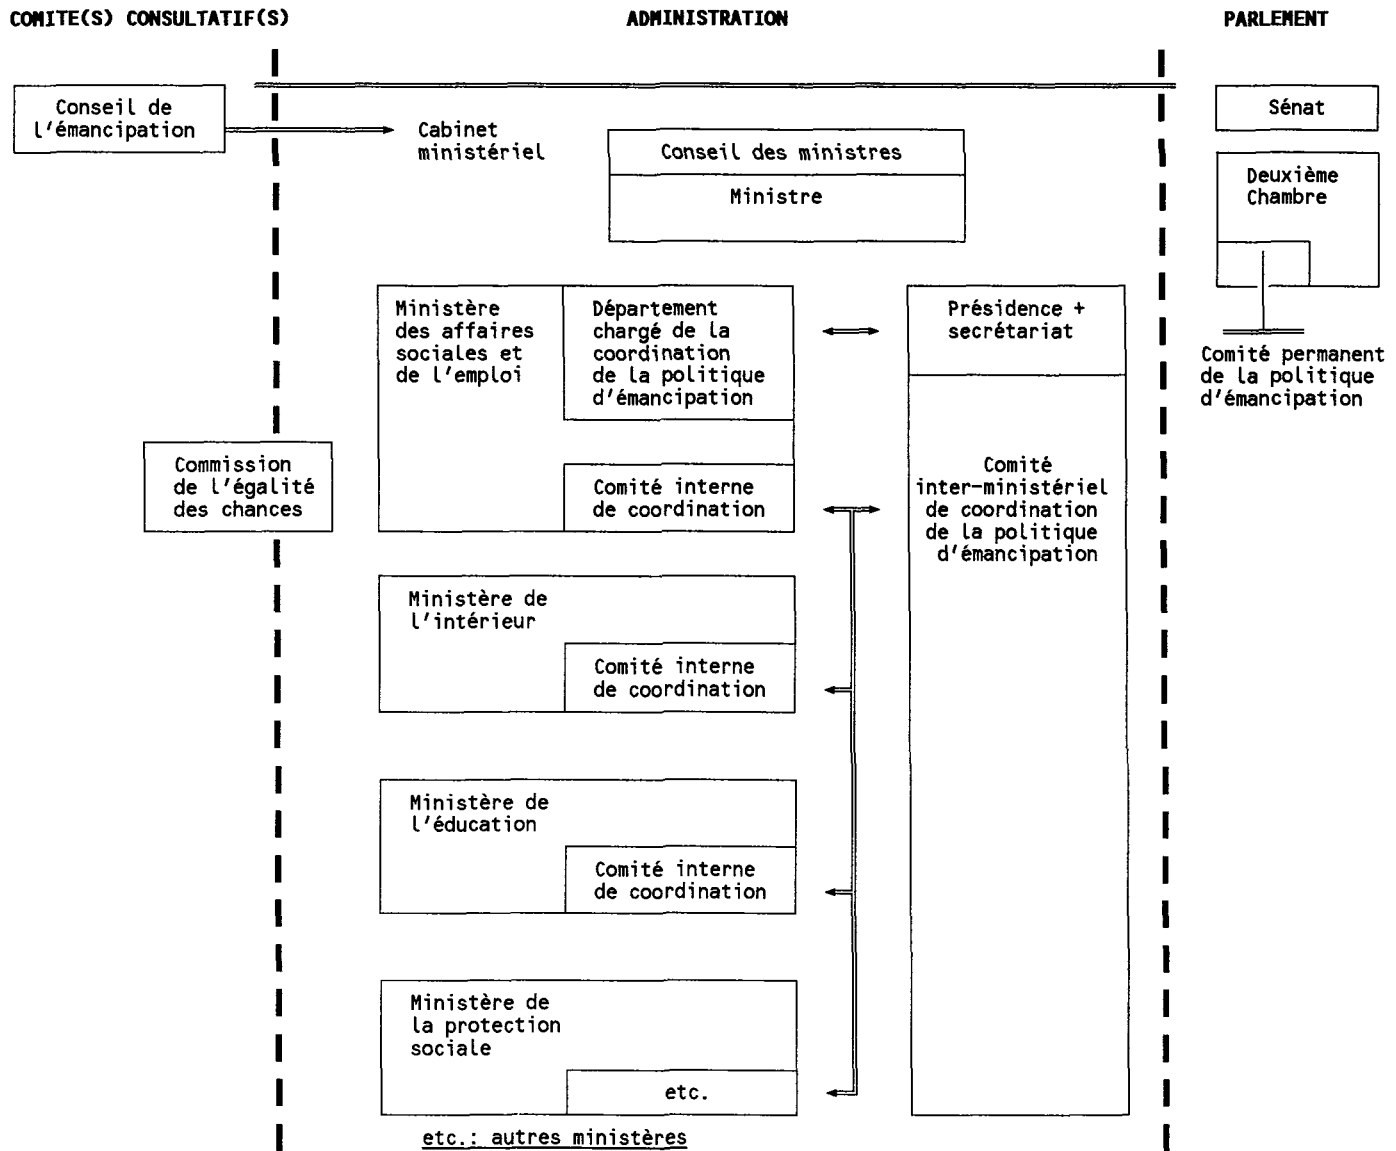 COMITE(S) CONSULTATIF(S)
ADMINISTRATION
PARLEMENT
Conseil de
l'émancipation
Cabinet
ministériel
Conseil des ministres
Ministre
Sénat
Deuxième
Chambre
Comité permanent
de la politique
d'émancipation
Ministère
des affaires
sociales et
de l'emploi
Département
chargé de la
coordination
de la politique
d'émancipation
Présidence +
secrétariat
Commission
de l'égalité
des chances
Comité interne
de coordination
Comité
inter-ministériel
de coordination
de la politique
d'émancipation
Ministère de
l'intérieur
Comité interne
de coordination
Ministère de
l'éducation
Comité interne
de coordination
Ministère de
la protection
sociale
etc.
etc.: autres ministères